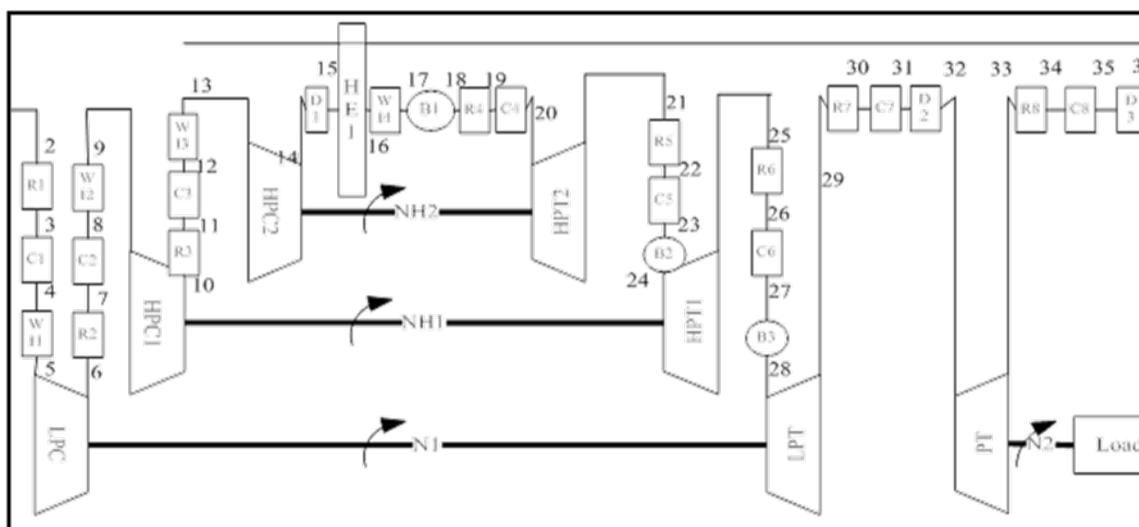 13
15
H E 1
17
18
19
30
31
32
33
34
35
3
D 1
W I4
B1
R4
C4
R7
C7
D 2
R8
C8
D 3
16
20
21
2
9
W I3
14
25
R1
W I2
12
C3
HPC2
HPT2
R5
22
C5
R6
29
3
8
11
NH2
23
26
C1
C2
R3
B2
C6
4
7
10
24
27
W I1
R2
HPC1
NH1
HPT1
B3
5
6
28
LPC
N1
LPT
PT
N2
Load